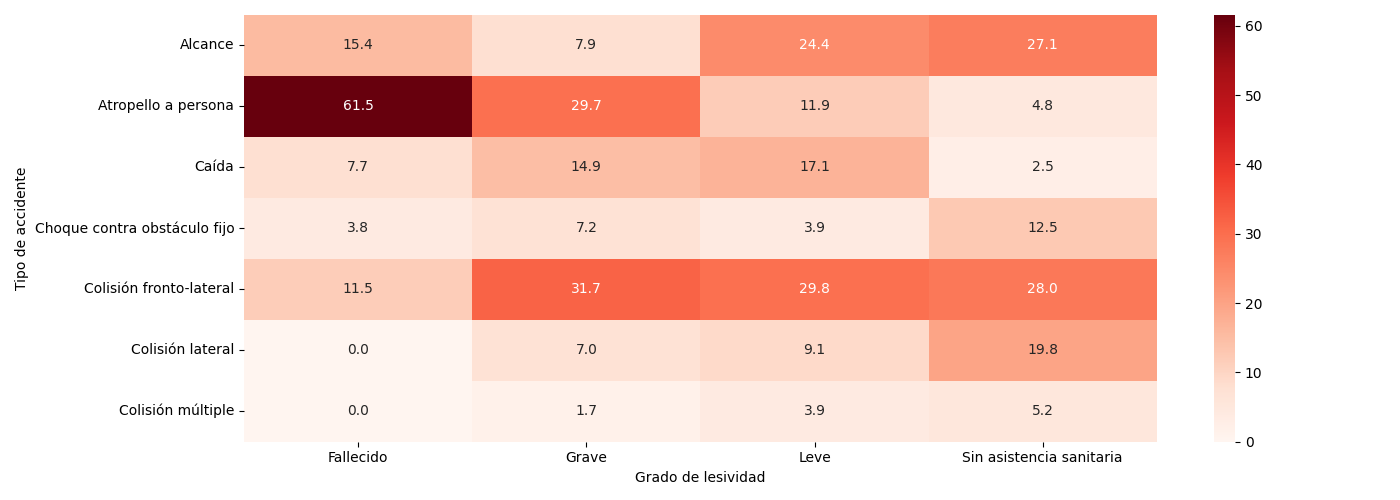 Tipo de accidente
Alcance 15.4 7.9 24.4 27.1
Atropello a persona 61.5 29.7 11.9 4.8
Caída 7.7 14.9 17.1 2.5
Choque contra obstáculo fijo 3.8 7.2 3.9 12.5
Colisión fronto-lateral 11.5 31.7 29.8 28.0
Colisión lateral 0.0 7.0 9.1 19.8
Colisión múltiple 0.0 1.7 3.9 5.2
Fallecido Grave Leve Sin asistencia sanitaria
Grado de lesividad
60
50
40
30
20
10
0